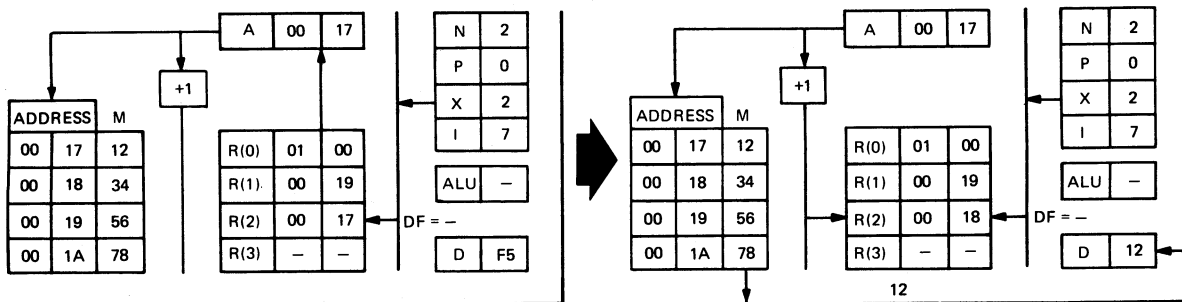 A 00 17
+1
ADDRESS M
00 17 12
00 18 34
00 19 56
00 1A 78
R(0) 01 00
R(1) 00 19
R(2) 00 17
R(3) – –
N 2
P 0
X 2
I 7
ALU –
DF = –
D F5
A 00 17
+1
ADDRESS M
00 17 12
00 18 34
00 19 56
00 1A 78
R(0) 01 00
R(1) 00 19
R(2) 00 18
R(3) – –
N 2
P 0
X 2
I 7
ALU –
DF = –
D 12
12